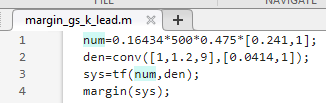 NAVIGATE
FILE
margin_gs_k_lead.m
1 num=0.16434*500*0.475*[0.241,1];
2 den=conv([1,1.2,9],[0.0414,1]);
3 sys=tf(num,den);
4 margin(sys);